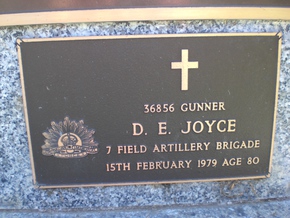 36856 GUNNER
D. E. JOYCE
7 FIELD ARTILLERY BRIGADE
15TH FEBRUARY 1979 AGE 80